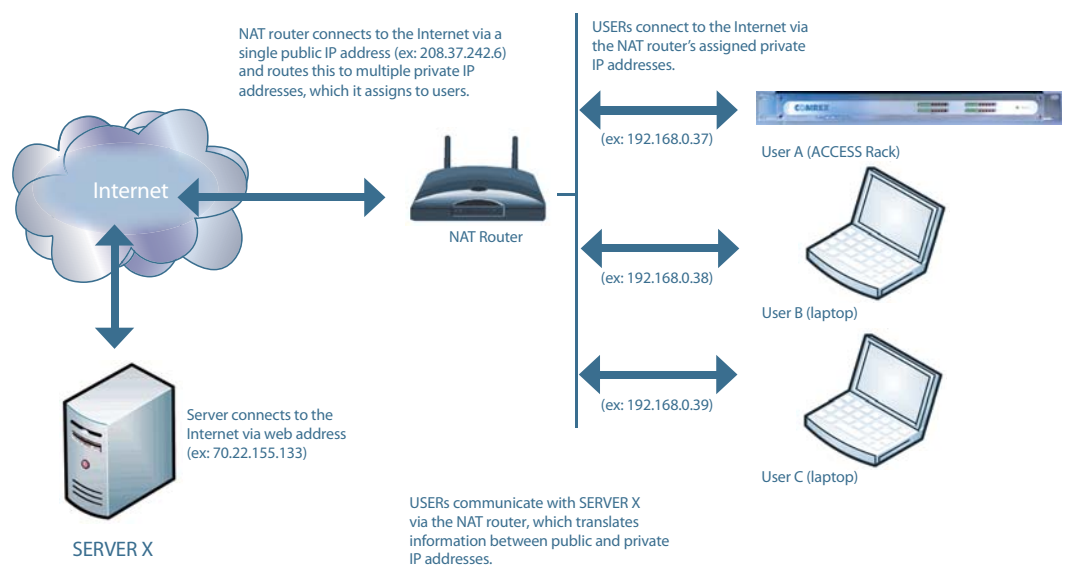 NAT router connects to the Internet via a
single public IP address (ex: 208.37.242.6)
and routes this to multiple private IP
addresses, which it assigns to users.
USERs connect to the Internet via
the NAT router's assigned private
IP addresses.
COMREX
(ex: 192.168.0.37)
User A (ACCESS Rack)
Internet
NAT Router
(ex: 192.168.0.38)
User B (laptop)
(ex: 192.168.0.39)
User C (laptop)
Server connects to the
Internet via web address
(ex: 70.22.155.133)
SERVER X
USERs communicate with SERVER X
via the NAT router, which translates
information between public and private
IP addresses.